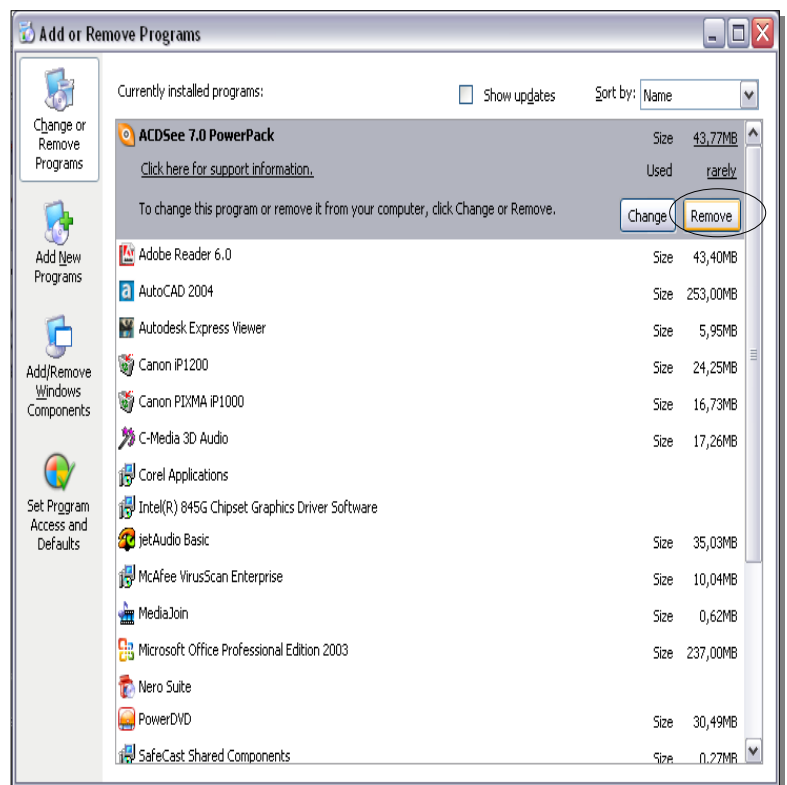 Add or Remove Programs
Change or
Remove
Programs
Add New
Programs
Add/Remove
Windows
Components
Set Program
Access and
Defaults
Currently installed programs: Show updates Sort by: Name
ACDSee 7.0 PowerPack Size 43,77MB
Click here for support information. Used rarely
To change this program or remove it from your computer, click Change or Remove. Change Remove
Adobe Reader 6.0 Size 43,40MB
AutoCAD 2004 Size 253,00MB
Autodesk Express Viewer Size 5,95MB
Canon iP1200 Size 24,25MB
Canon PIXMA iP1000 Size 16,73MB
C-Media 3D Audio Size 17,26MB
Corel Applications
Intel(R) 845G Chipset Graphics Driver Software
jetAudio Basic Size 35,03MB
McAfee VirusScan Enterprise Size 10,04MB
MediaJoin Size 0,62MB
Microsoft Office Professional Edition 2003 Size 237,00MB
Nero Suite
PowerDVD Size 30,49MB
SafeCast Shared Components Size 0,27MB